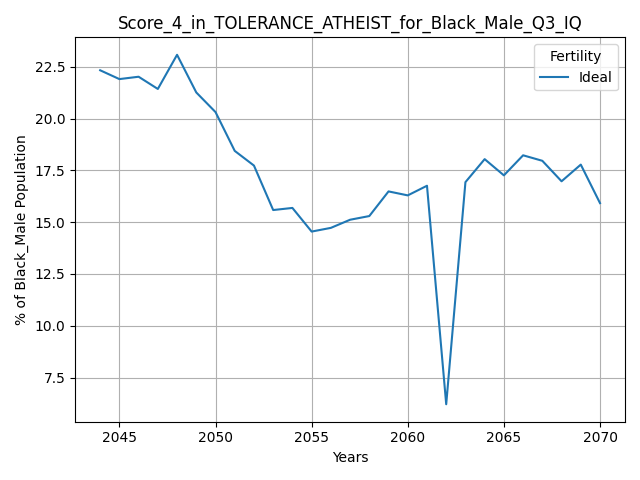 Score_4_in_TOLERANCE_ATHEIST_for_Black_Male_Q3_IQ
Fertility
Ideal
22.5
20.0
17.5
15.0
12.5
10.0
7.5
% of Black_Male Population
2045
2050
2055
2060
2065
2070
Years